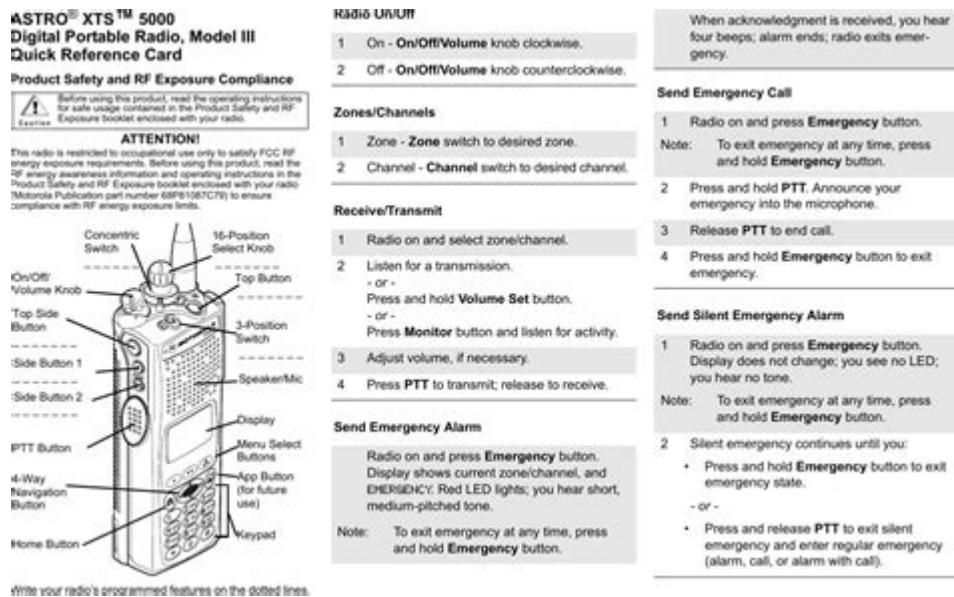 ASTRO® XTS™ 5000
Digital Portable Radio, Model III
Quick Reference Card
Product Safety and RF Exposure Compliance
Caution
Before using this product, read the operating instructions
for safe usage contained in the Product Safety and RF
Exposure booklet enclosed with your radio.
ATTENTION!
This radio is restricted to occupational use only to satisfy FCC RF
energy exposure requirements. Before using this product, read the
RF energy awareness information and operating instructions in the
Product Safety and RF Exposure booklet enclosed with your radio
(Motorola Publication part number 68P81087C79) to ensure
compliance with RF energy exposure limits.
Concentric
Switch
16-Position
Select Knob
On/Off/
Volume Knob
Top Button
Top Side
Button
3-Position
Switch
Side Button 1
Speaker/Mic
Side Button 2
Display
PTT Button
Menu Select
Buttons
4-Way
Navigation
Button
App Button
(for future
use)
Home Button
Keypad
Write your radio's programmed features on the dotted lines.
Radio On/Off
1 On - On/Off/Volume knob clockwise.
2 Off - On/Off/Volume knob counterclockwise.
Zones/Channels
1 Zone - Zone switch to desired zone.
2 Channel - Channel switch to desired channel.
Receive/Transmit
1 Radio on and select zone/channel.
2 Listen for a transmission.
- or -
Press and hold Volume Set button.
- or -
Press Monitor button and listen for activity.
3 Adjust volume, if necessary.
4 Press PTT to transmit; release to receive.
Send Emergency Alarm
Radio on and press Emergency button.
Display shows current zone/channel, and
EMERGENCY. Red LED lights; you hear short,
medium-pitched tone.
Note: To exit emergency at any time, press
and hold Emergency button.
When acknowledgment is received, you hear
four beeps; alarm ends; radio exits emer-
gency.
Send Emergency Call
1 Radio on and press Emergency button.
Note: To exit emergency at any time, press
and hold Emergency button.
2 Press and hold PTT. Announce your
emergency into the microphone.
3 Release PTT to end call.
4 Press and hold Emergency button to exit
emergency.
Send Silent Emergency Alarm
1 Radio on and press Emergency button.
Display does not change; you see no LED;
you hear no tone.
Note: To exit emergency at any time, press
and hold Emergency button.
2 Silent emergency continues until you:
• Press and hold Emergency button to exit
emergency state.
- or -
• Press and release PTT to exit silent
emergency and enter regular emergency
(alarm, call, or alarm with call).